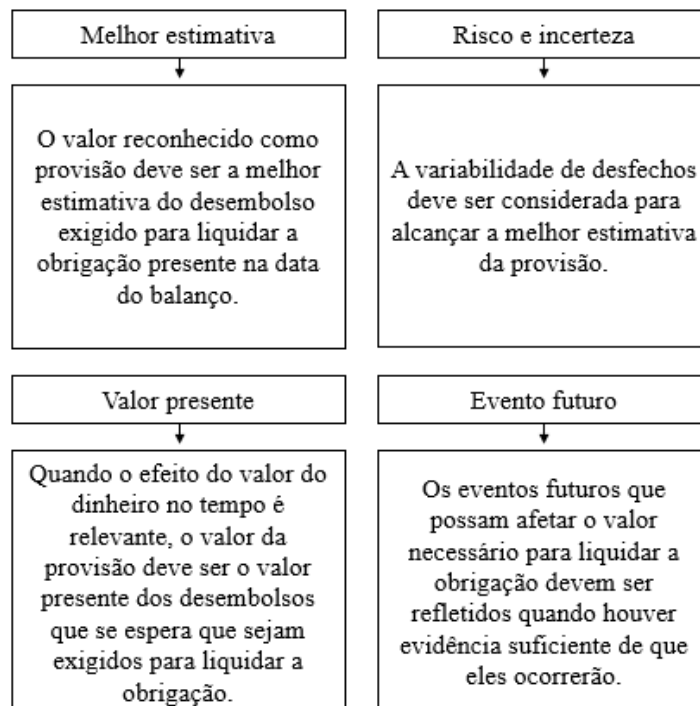 Melhor estimativa
O valor reconhecido como
provisão deve ser a melhor
estimativa do desembolso
exigido para liquidar a
obrigação presente na data
do balanço.
Risco e incerteza
A variabilidade de desfechos
deve ser considerada para
alcançar a melhor estimativa
da provisão.
Valor presente
Quando o efeito do valor do
dinheiro no tempo é
relevante, o valor da
provisão deve ser o valor
presente dos desembolsos
que se espera que sejam
exigidos para liquidar a
obrigação.
Evento futuro
Os eventos futuros que
possam afetar o valor
necessário para liquidar a
obrigação devem ser
refletidos quando houver
evidência suficiente de que
eles ocorrerão.